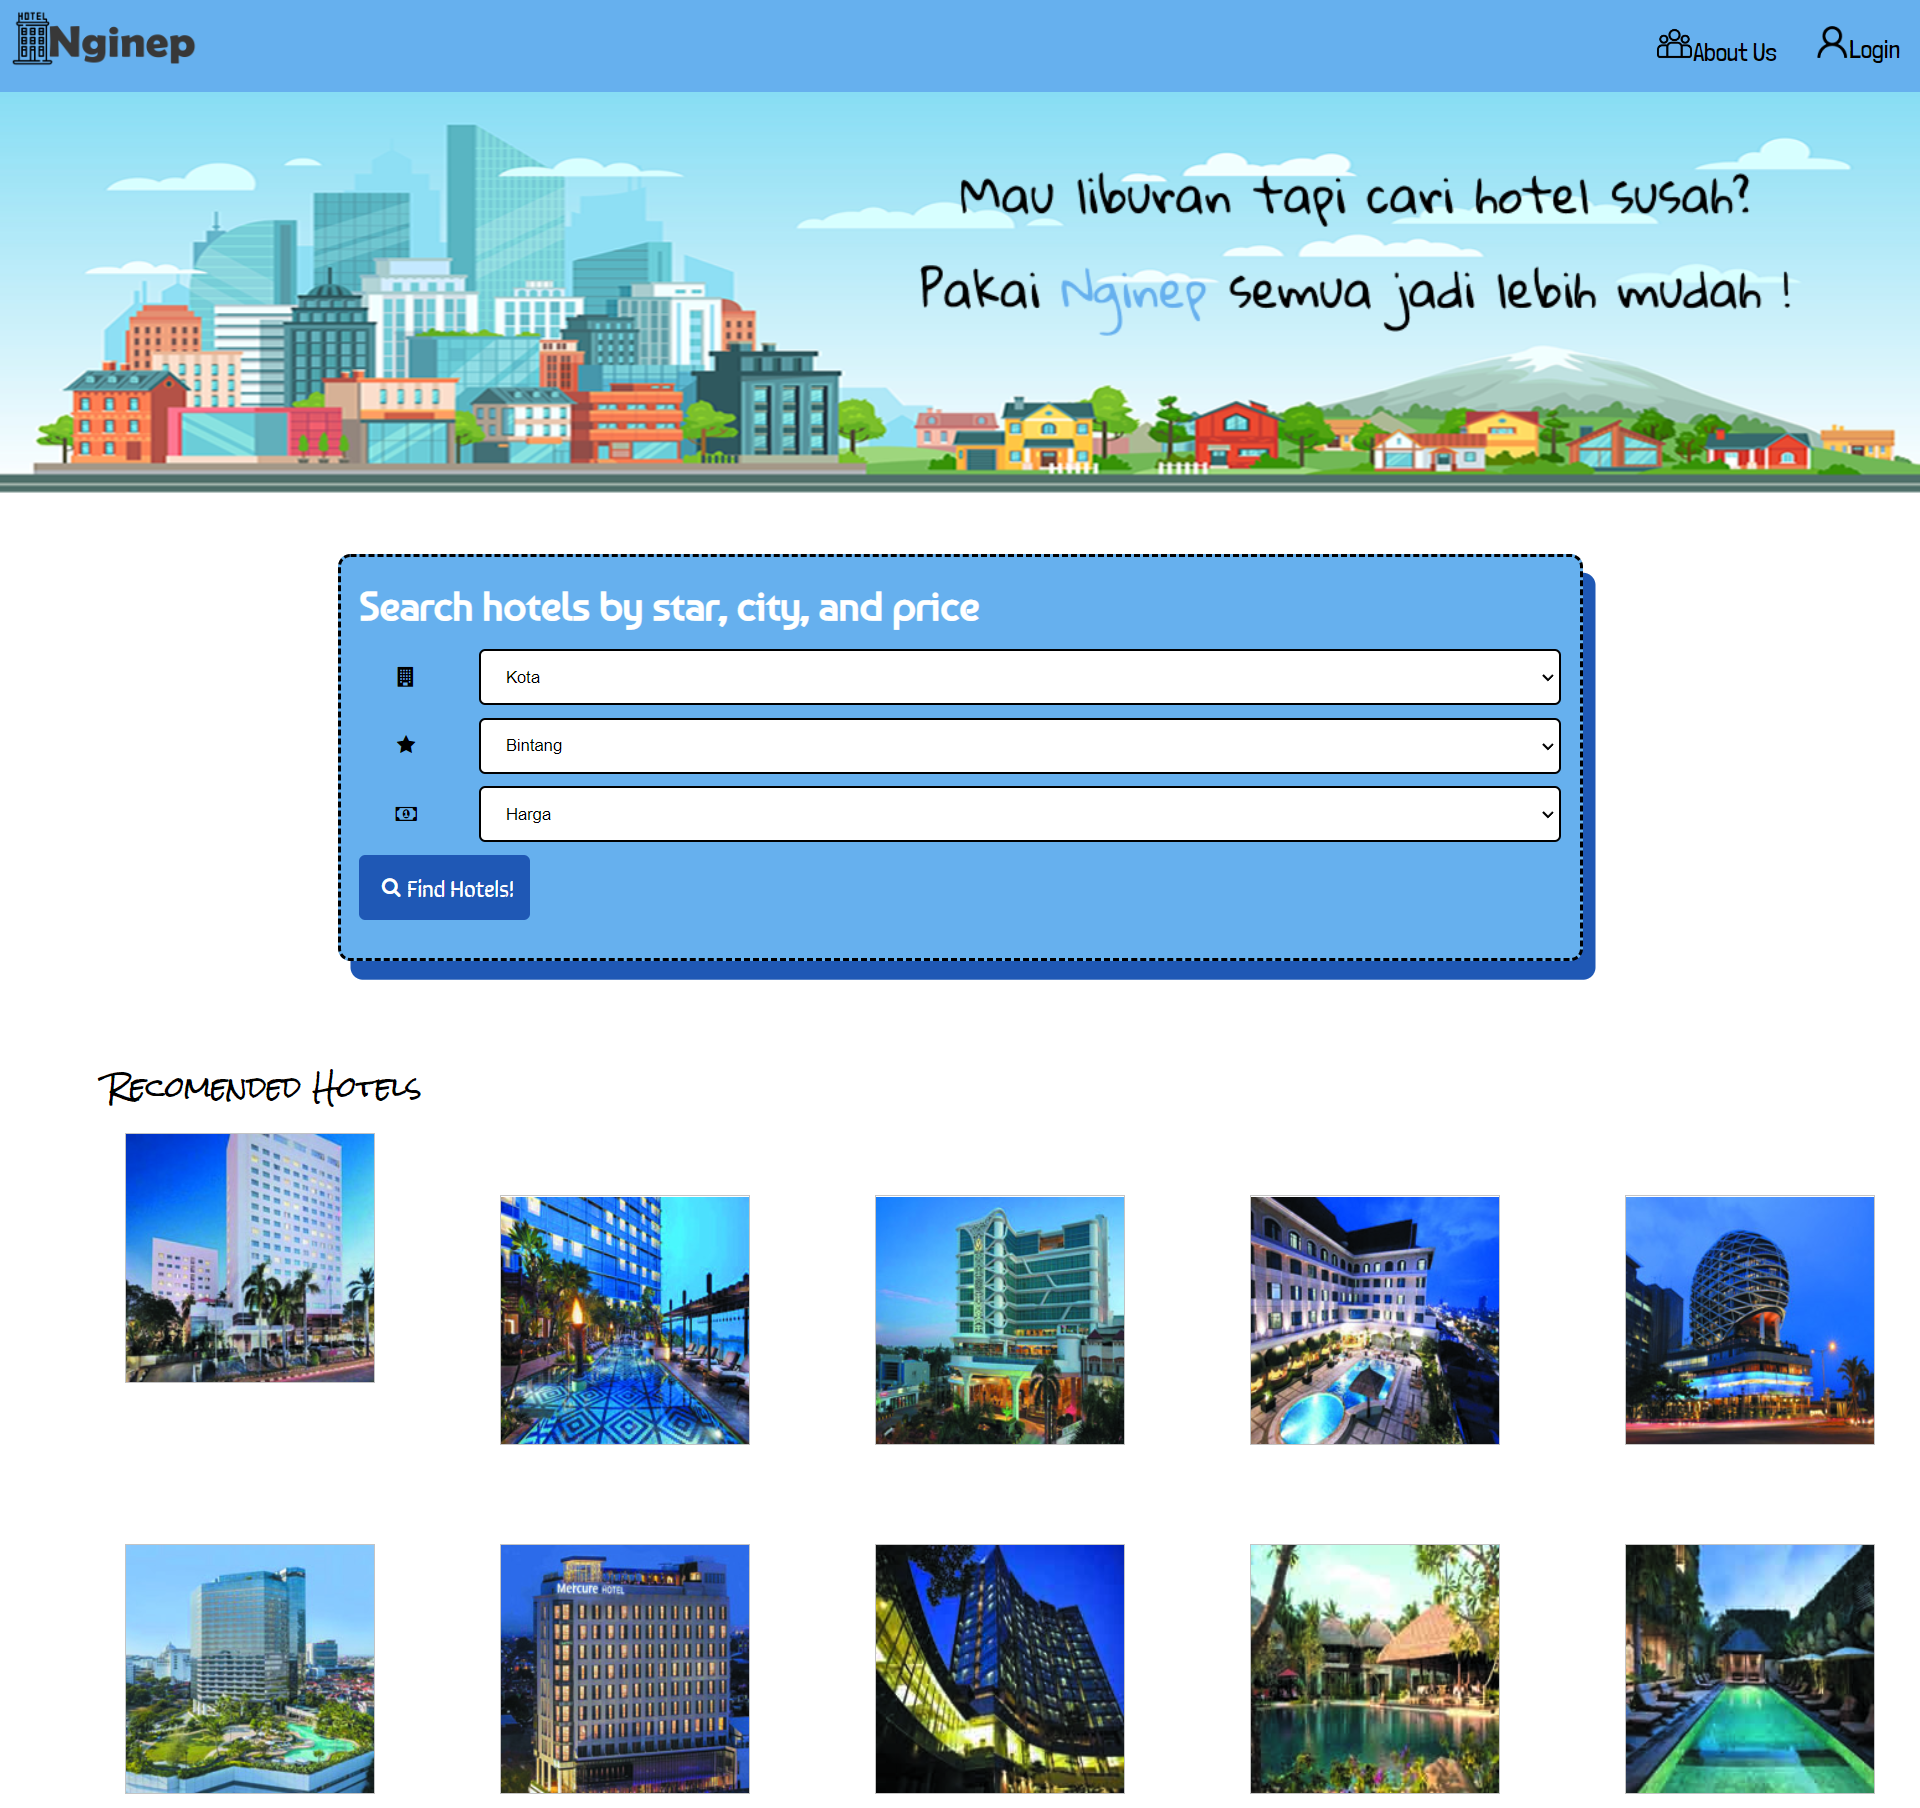 HOTEL
Nginep
About Us
Login
Mau liburan tapi cari hotel susah?
Pakai Nginep semua jadi lebih mudah !
Search hotels by star, city, and price
Kota
Bintang
Harga
Find Hotels!
Recomended Hotels
Mercure HOTEL